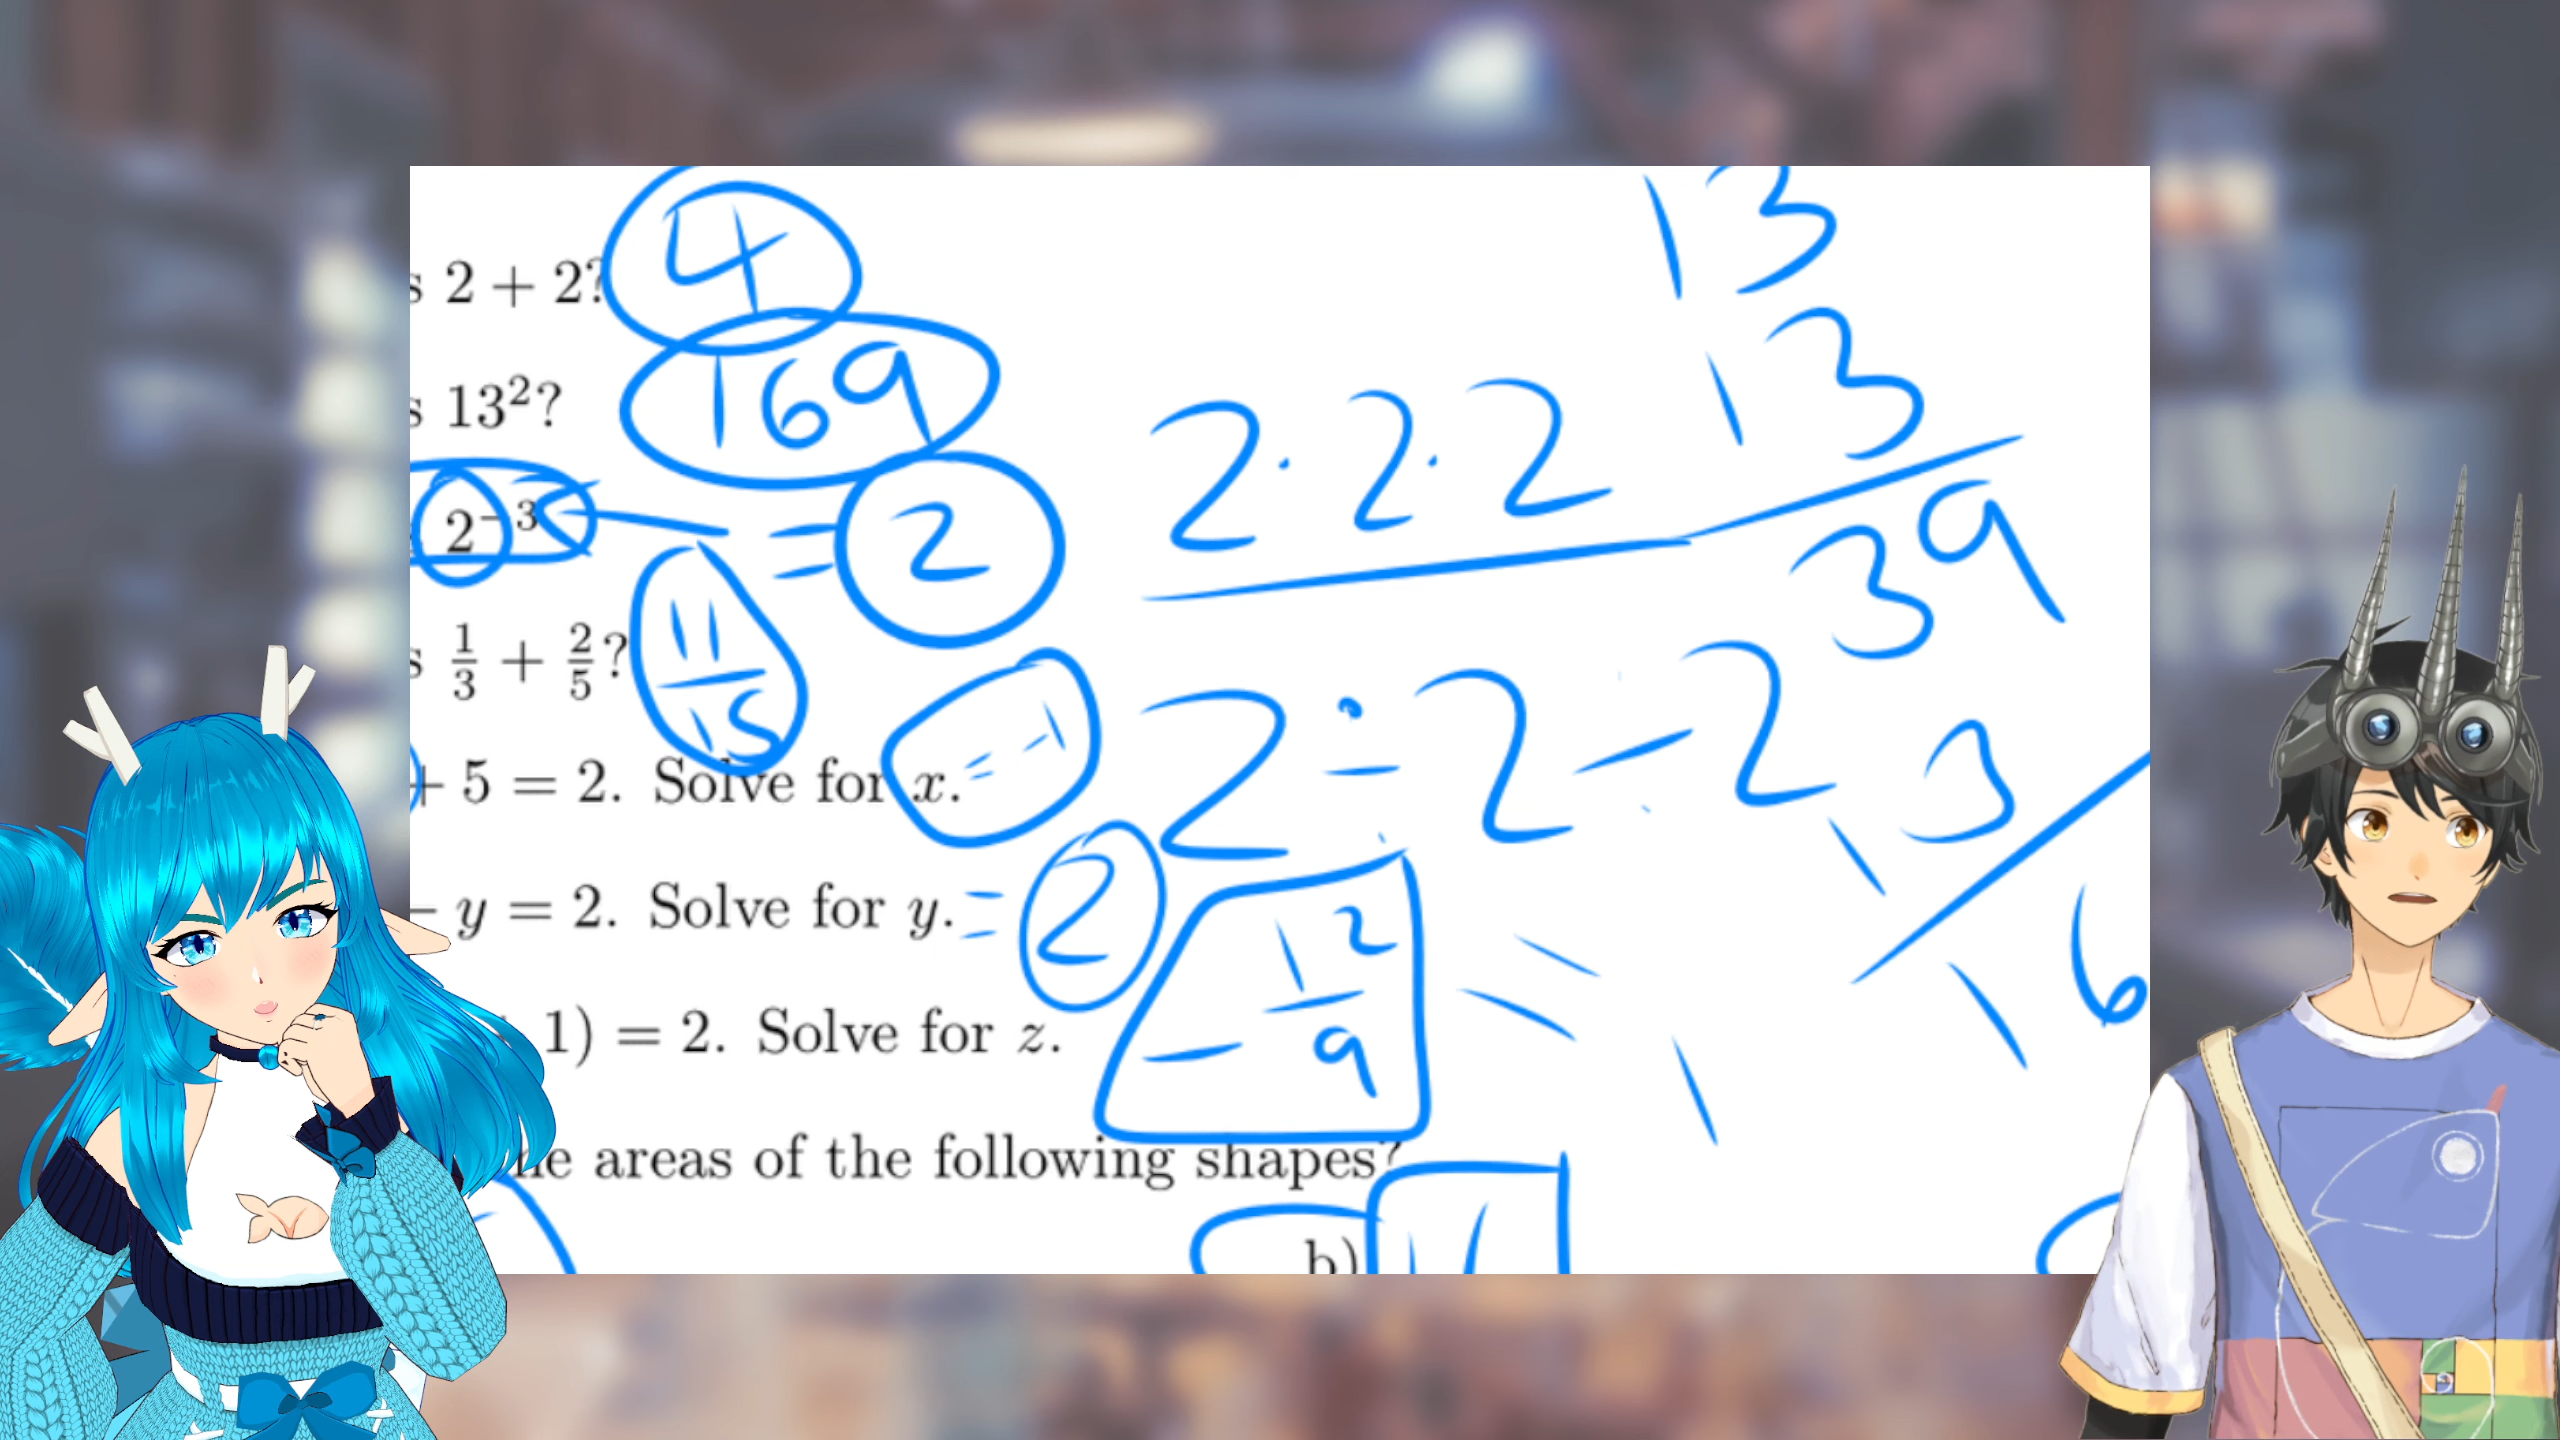 s 2 + 2? 4
s 13²? 169
2⁻³ = 2
s 1/3 + 2/5? 11/15
+ 5 = 2. Solve for x. = -1
- y = 2. Solve for y. = 2
1) = 2. Solve for z. - 12/9
he areas of the following shapes?
b)
2·2·2
2 ÷ 2 - 2
13
13
39
13
16